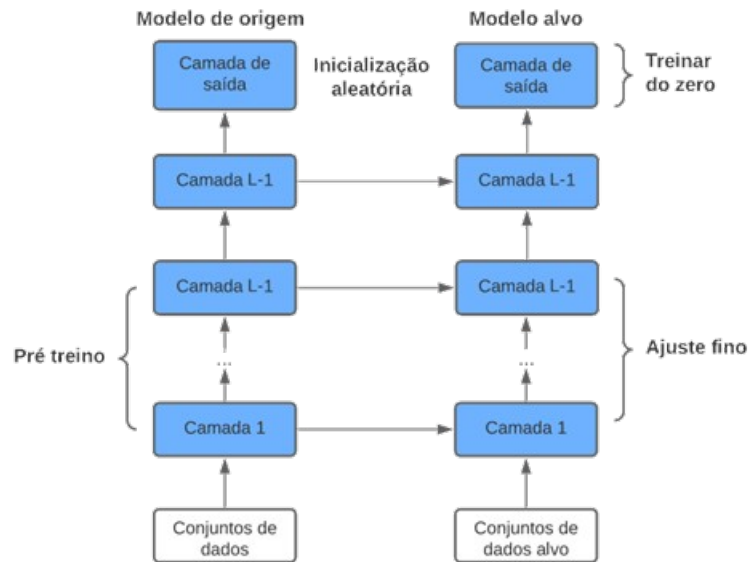 Modelo de origem
Modelo alvo
Camada de
saída
Inicialização
aleatória
Camada de
saída
Treinar
do zero
Camada L-1
Camada L-1
Camada L-1
Camada L-1
Pré treino
...
...
Ajuste fino
Camada 1
Camada 1
Conjuntos de
dados
Conjuntos de
dados alvo